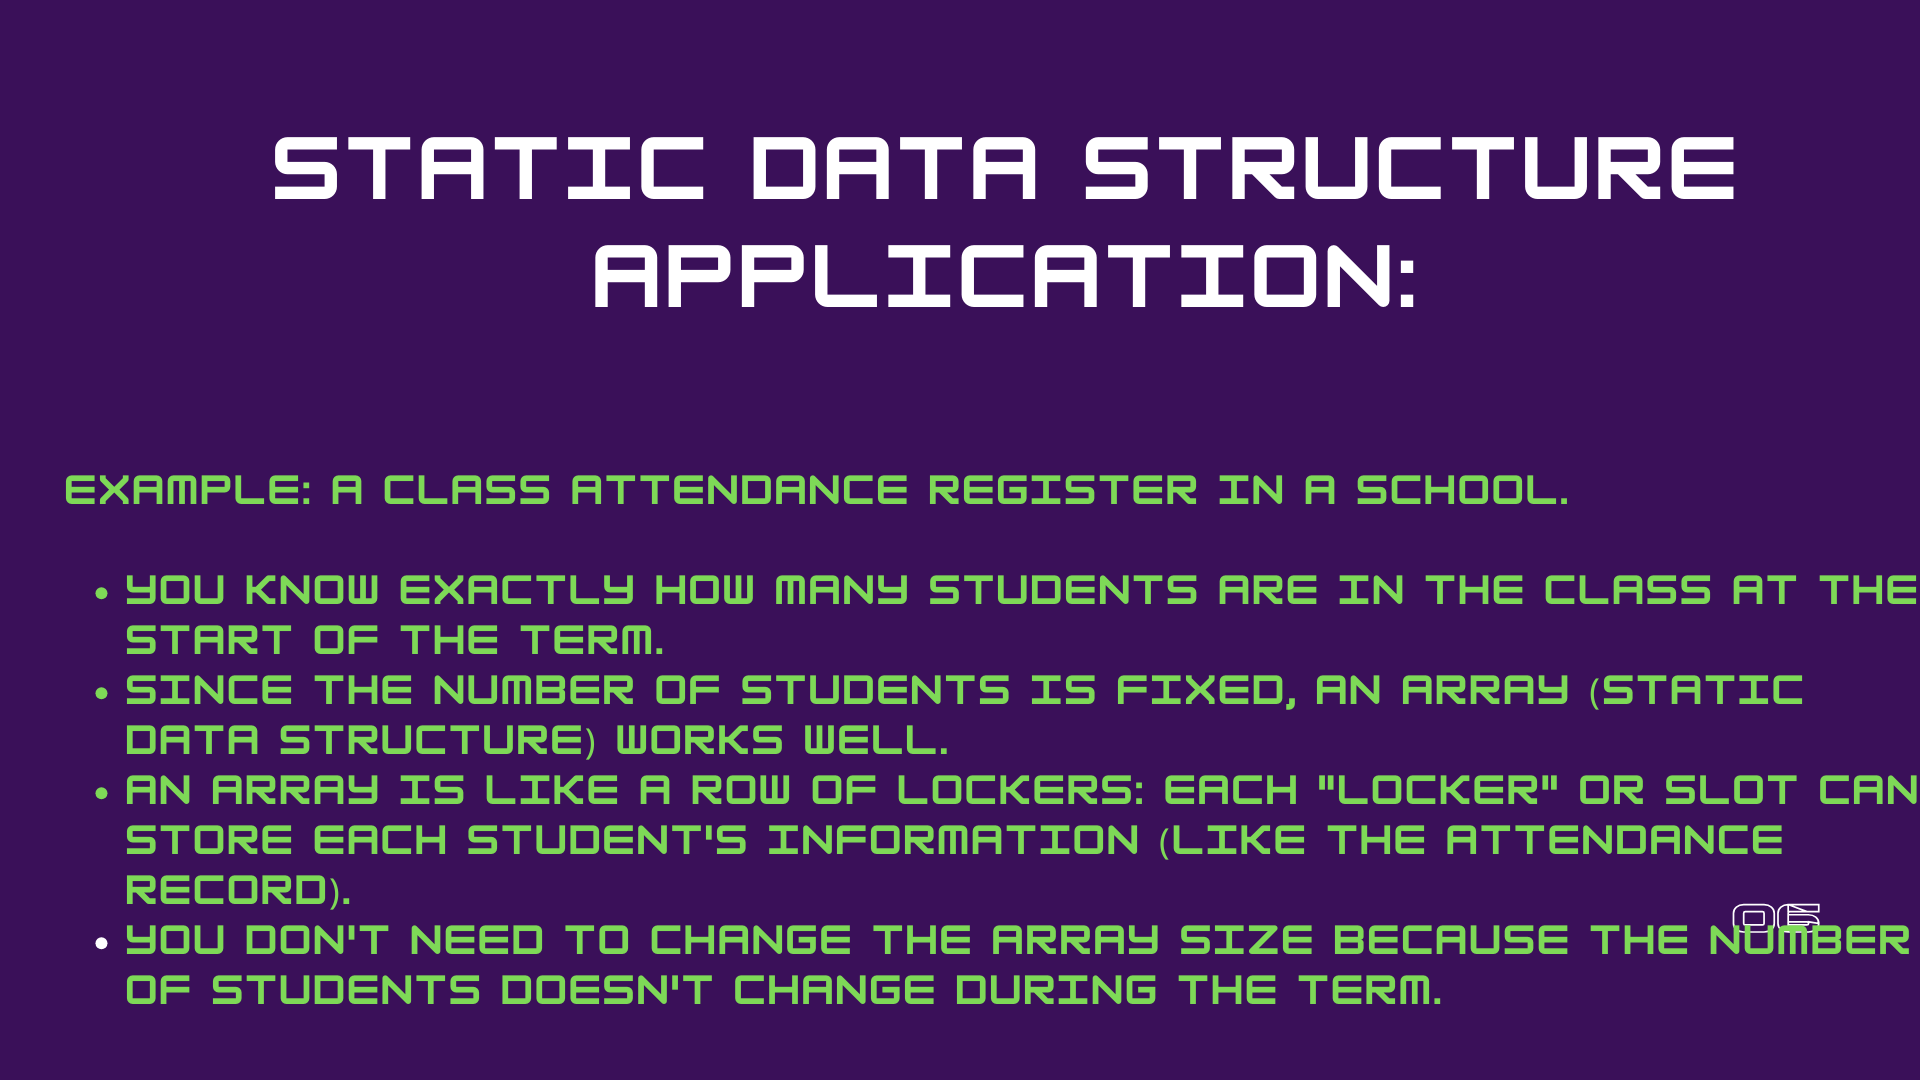 STATIC DATA STRUCTURE
APPLICATION:
EXAMPLE: A CLASS ATTENDANCE REGISTER IN A SCHOOL.
• YOU KNOW EXACTLY HOW MANY STUDENTS ARE IN THE CLASS AT THE
START OF THE TERM.
• SINCE THE NUMBER OF STUDENTS IS FIXED, AN ARRAY (STATIC
DATA STRUCTURE) WORKS WELL.
• AN ARRAY IS LIKE A ROW OF LOCKERS: EACH "LOCKER" OR SLOT CAN
STORE EACH STUDENT'S INFORMATION (LIKE THE ATTENDANCE
RECORD).
• YOU DON'T NEED TO CHANGE THE ARRAY SIZE BECAUSE THE NUMBER
OF STUDENTS DOESN'T CHANGE DURING THE TERM.
06